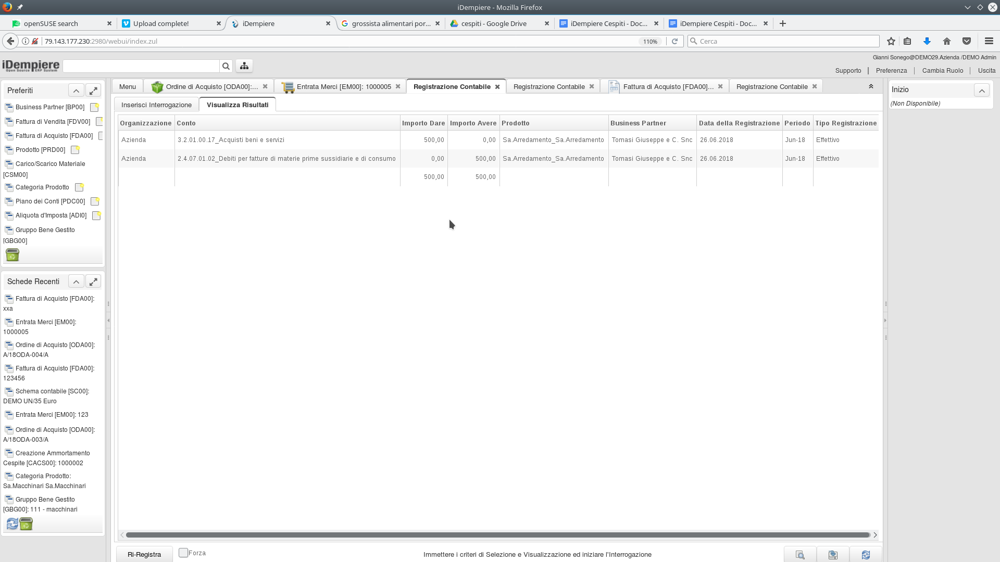 iDempiere - Mozilla Firefox
openSUSE search
Upload complete!
iDempiere
grossista alimentari por...
cespiti - Google Drive
iDempiere Cespiti - Doc...
iDempiere Cespiti - Doc...
79.143.177.230:2980/webui/index.zul
110%
Cerca
iDempiere
Open Source ERP System
Gianni Sonego@DEMO29.Azienda /DEMO Admin
Supporto | Preferenza | Cambia Ruolo | Uscita
Menu
Ordine di Acquisto [ODA00]:...
Entrata Merci [EM00]: 1000005
Registrazione Contabile
Registrazione Contabile
Fattura di Acquisto [FDA00]...
Registrazione Contabile
Preferiti
Business Partner [BP00]
Fattura di Vendita [FDV00]
Fattura di Acquisto [FDA00]
Prodotto [PRD00]
Carico/Scarico Materiale
[CSM00]
Categoria Prodotto
Piano dei Conti [PDC00]
Aliquota d'Imposta [ADI0]
Gruppo Bene Gestito
[GBG00]
Schede Recenti
Fattura di Acquisto [FDA00]:
xxa
Entrata Merci [EM00]:
1000005
Ordine di Acquisto [ODA00]:
A/18ODA-004/A
Fattura di Acquisto [FDA00]:
123456
Schema contabile [SC00]:
DEMO UN/35 Euro
Entrata Merci [EM00]: 123
Ordine di Acquisto [ODA00]:
A/18ODA-003/A
Creazione Ammortamento
Cespite [CACS00]: 1000002
Categoria Prodotto:
Sa.Macchinari Sa.Macchinari
Gruppo Bene Gestito
[GBG00]: 111 - macchinari
Inserisci Interrogazione
Visualizza Risultati
Organizzazione Conto Importo Dare Importo Avere Prodotto Business Partner Data della Registrazione Periodo Tipo Registrazione
Azienda 3.2.01.00.17_Acquisti beni e servizi 500,00 0,00 Sa.Arredamento_Sa.Arredamento Tomasi Giuseppe e C. Snc 26.06.2018 Jun-18 Effettivo
Azienda 2.4.07.01.02_Debiti per fatture di materie prime sussidiarie e di consumo 0,00 500,00 Sa.Arredamento_Sa.Arredamento Tomasi Giuseppe e C. Snc 26.06.2018 Jun-18 Effettivo
500,00 500,00
Ri-Registra
Forza
Immettere i criteri di Selezione e Visualizzazione ed iniziare l'Interrogazione
Inizio
(Non Disponibile)